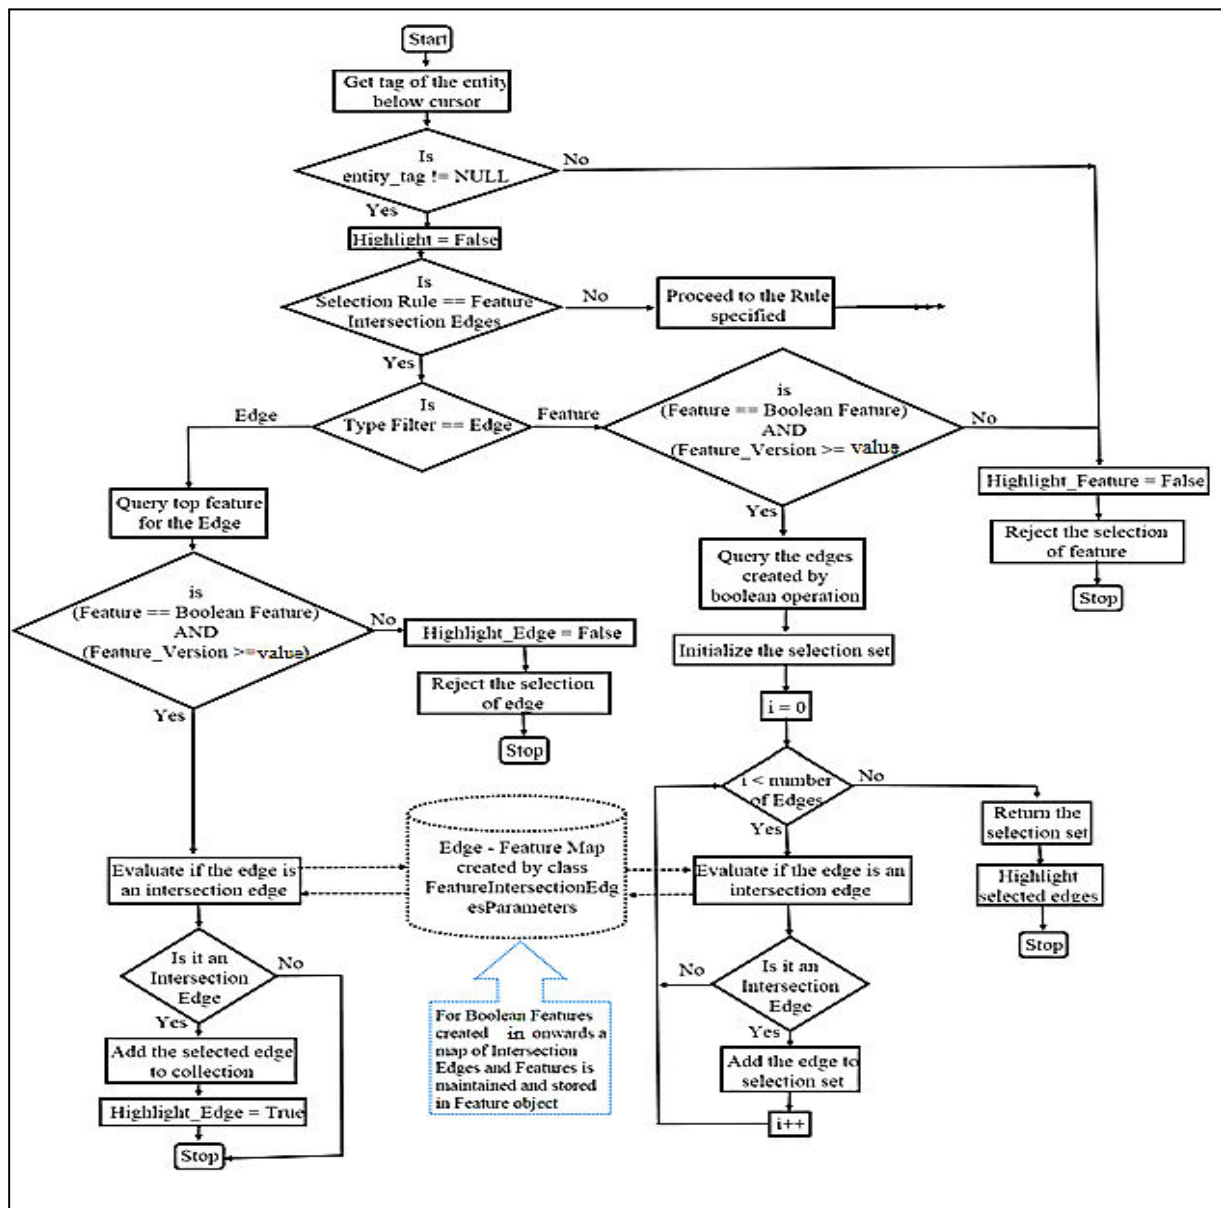 Start
Get tag of the entity
below cursor
Is
entity_tag != NULL
No
Yes
Highlight = False
Is
Selection Rule == Feature
Intersection Edges
No
Proceed to the Rule
specified
Yes
Is
Type Filter == Edge
Edge
Feature
is
(Feature == Boolean Feature)
AND
(Feature_Version >= value
No
Yes
Highlight_Feature = False
Reject the selection
of feature
Stop
Query top feature
for the Edge
is
(Feature == Boolean Feature)
AND
(Feature_Version >=value)
No
Yes
Highlight_Edge = False
Reject the selection
of edge
Stop
Query the edges
created by
boolean operation
Initialize the selection set
i = 0
i < number
of Edges
No
Yes
Return the
selection set
Highlight
selected edges
Stop
Evaluate if the edge is
an intersection edge
Edge - Feature Map
created by class
FeatureIntersectionEdg
esParameters
Evaluate if the edge is an
intersection edge
Is it an
Intersection
Edge
No
Yes
Add the selected edge
to collection
Highlight_Edge = True
Stop
For Boolean Features
created in onwards a
map of Intersection
Edges and Features is
maintained and stored
in Feature object
Is it an
Intersection
Edge
No
Yes
Add the edge to
selection set
i++